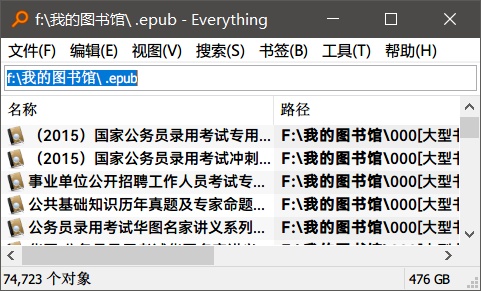 f:\我的图书馆\ .epub - Everything
文件(F) 编辑(E) 视图(V) 搜索(S) 书签(B) 工具(T) 帮助(H)
f:\我的图书馆\ .epub
名称 路径
（2015）国家公务员录用考试专用... F:\我的图书馆\000[大型书
（2015）国家公务员录用考试冲刺... F:\我的图书馆\000[大型书
事业单位公开招聘工作人员考试专... F:\我的图书馆\000[大型书
公共基础知识历年真题及专家命题... F:\我的图书馆\000[大型书
公务员录用考试华图名家讲义系列... F:\我的图书馆\000[大型书
74,723 个对象 476 GB